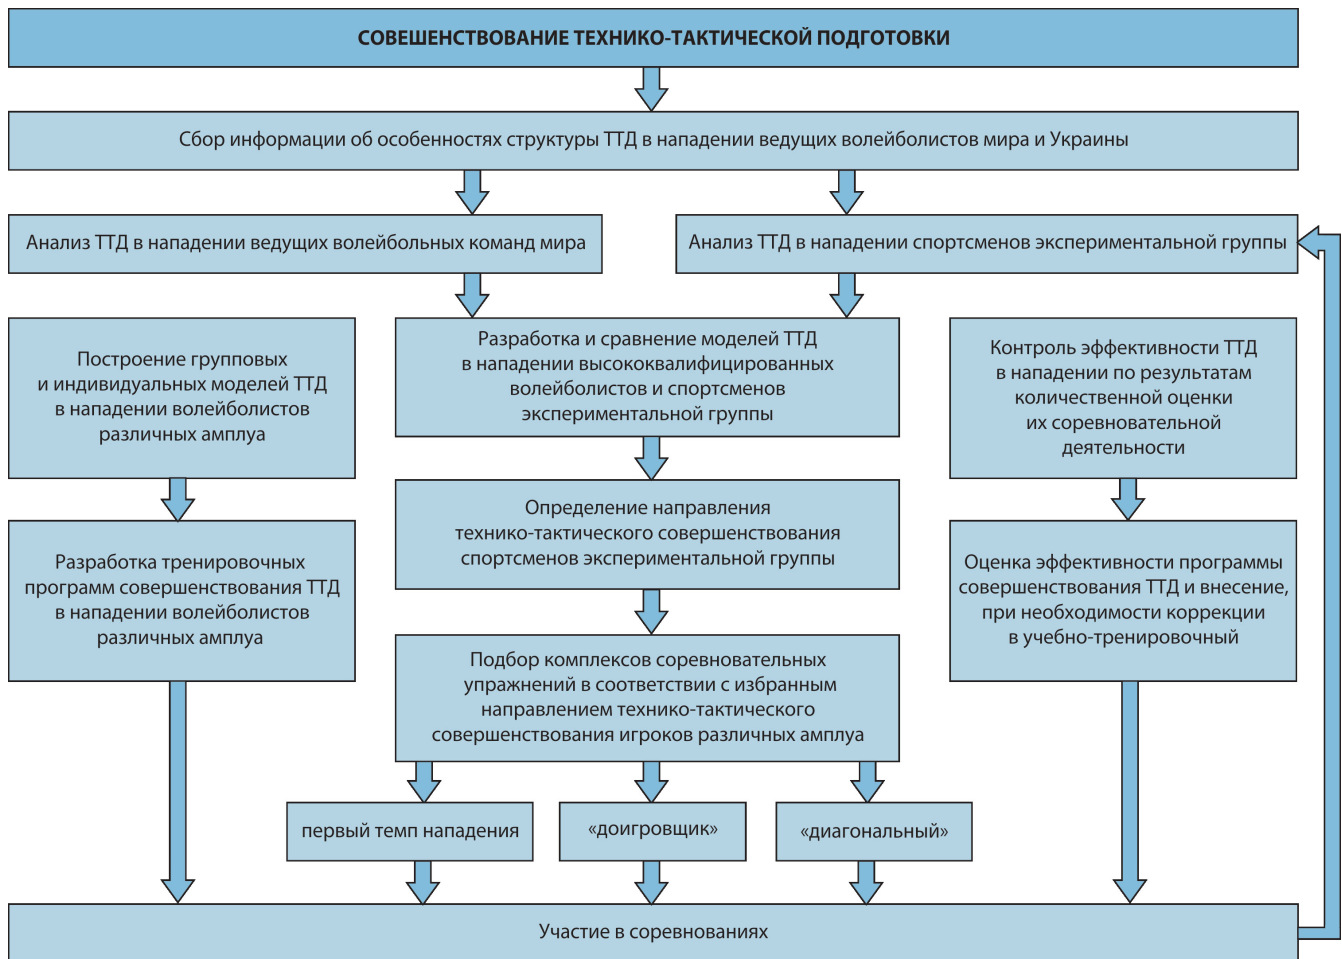 СОВЕШЕНСТВОВАНИЕ ТЕХНИКО-ТАКТИЧЕСКОЙ ПОДГОТОВКИ
Сбор информации об особенностях структуры ТТД в нападении ведущих волейболистов мира и Украины
Анализ ТТД в нападении ведущих волейбольных команд мира
Анализ ТТД в нападении спортсменов экспериментальной группы
Построение групповых
и индивидуальных моделей ТТД
в нападении волейболистов
различных амплуа
Разработка и сравнение моделей ТТД
в нападении высококвалифицированных
волейболистов и спортсменов
экспериментальной группы
Контроль эффективности ТТД
в нападении по результатам
количественной оценки
их соревновательной
деятельности
Определение направления
технико-тактического совершенствования
спортсменов экспериментальной группы
Разработка тренировочных
программ совершенствования ТТД
в нападении волейболистов
различных амплуа
Оценка эффективности программы
совершенствования ТТД и внесение,
при необходимости коррекции
в учебно-тренировочный
Подбор комплексов соревновательных
упражнений в соответствии с избранным
направлением технико-тактического
совершенствования игроков различных амплуа
первый темп нападения
«доигровщик»
«диагональный»
Участие в соревнованиях